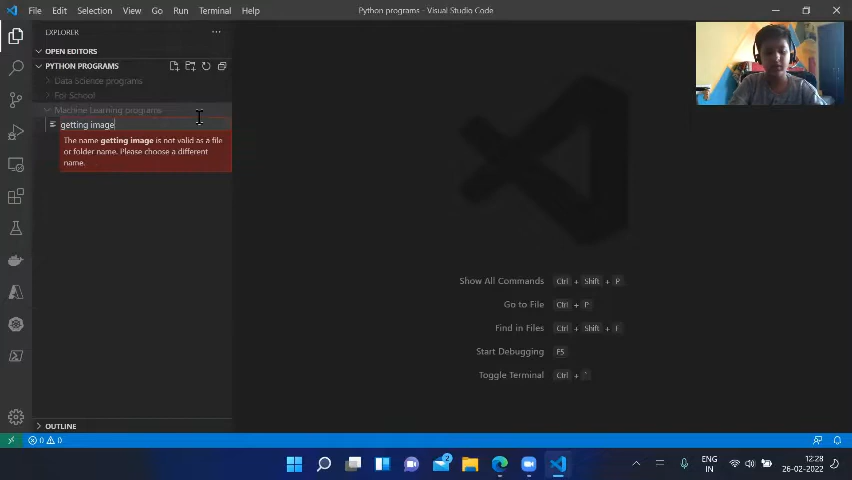 File Edit Selection View Go Run Terminal Help Python programs - Visual Studio Code
EXPLORER
OPEN EDITORS
PYTHON PROGRAMS
Data Science programs
For School
Machine Learning programs
getting image
The name getting image is not valid as a file
or folder name. Please choose a different
name.
Show All Commands Ctrl + Shift + P
Go to File Ctrl + P
Find in Files Ctrl + Shift + F
Start Debugging F5
Toggle Terminal Ctrl + `
OUTLINE
0 0
2
ENG
IN
12:28
26-02-2022